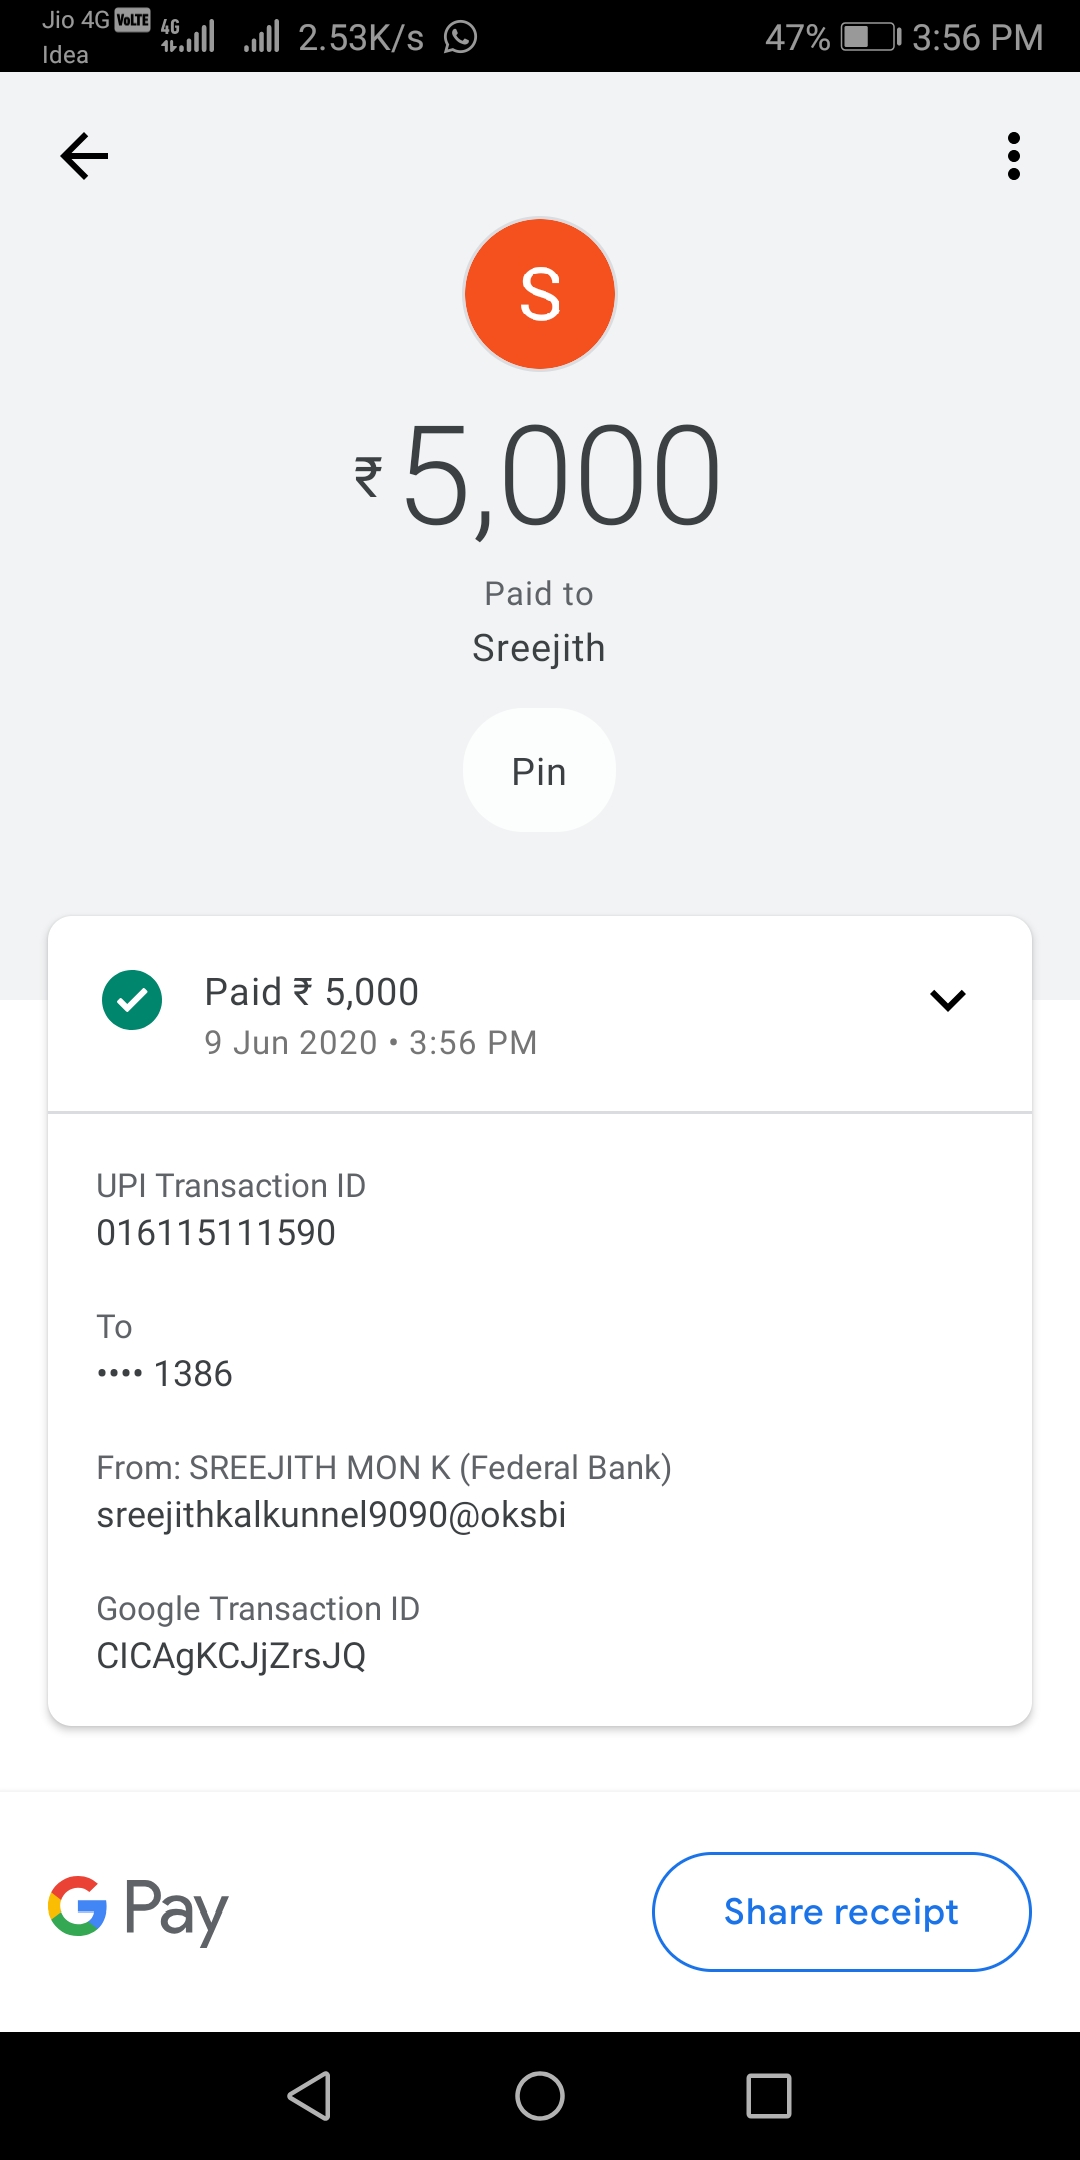 Jio 4G VoLTE 4G 2.53K/s 47% 3:56 PM
Idea
S
₹5,000
Paid to
Sreejith
Pin
Paid ₹ 5,000
9 Jun 2020 • 3:56 PM
UPI Transaction ID
016115111590
To
•••• 1386
From: SREEJITH MON K (Federal Bank)
sreejithkalkunnel9090@oksbi
Google Transaction ID
CICAgKCJjZrsJQ
G Pay
Share receipt